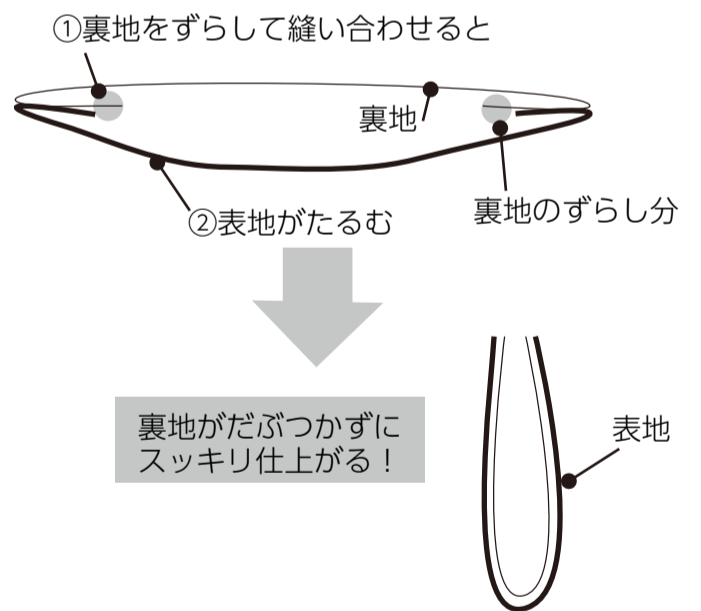 ①裏地をずらして縫い合わせると
裏地
裏地のずらし分
②表地がたるむ
裏地がだぶつかずに
スッキリ仕上がる！
表地